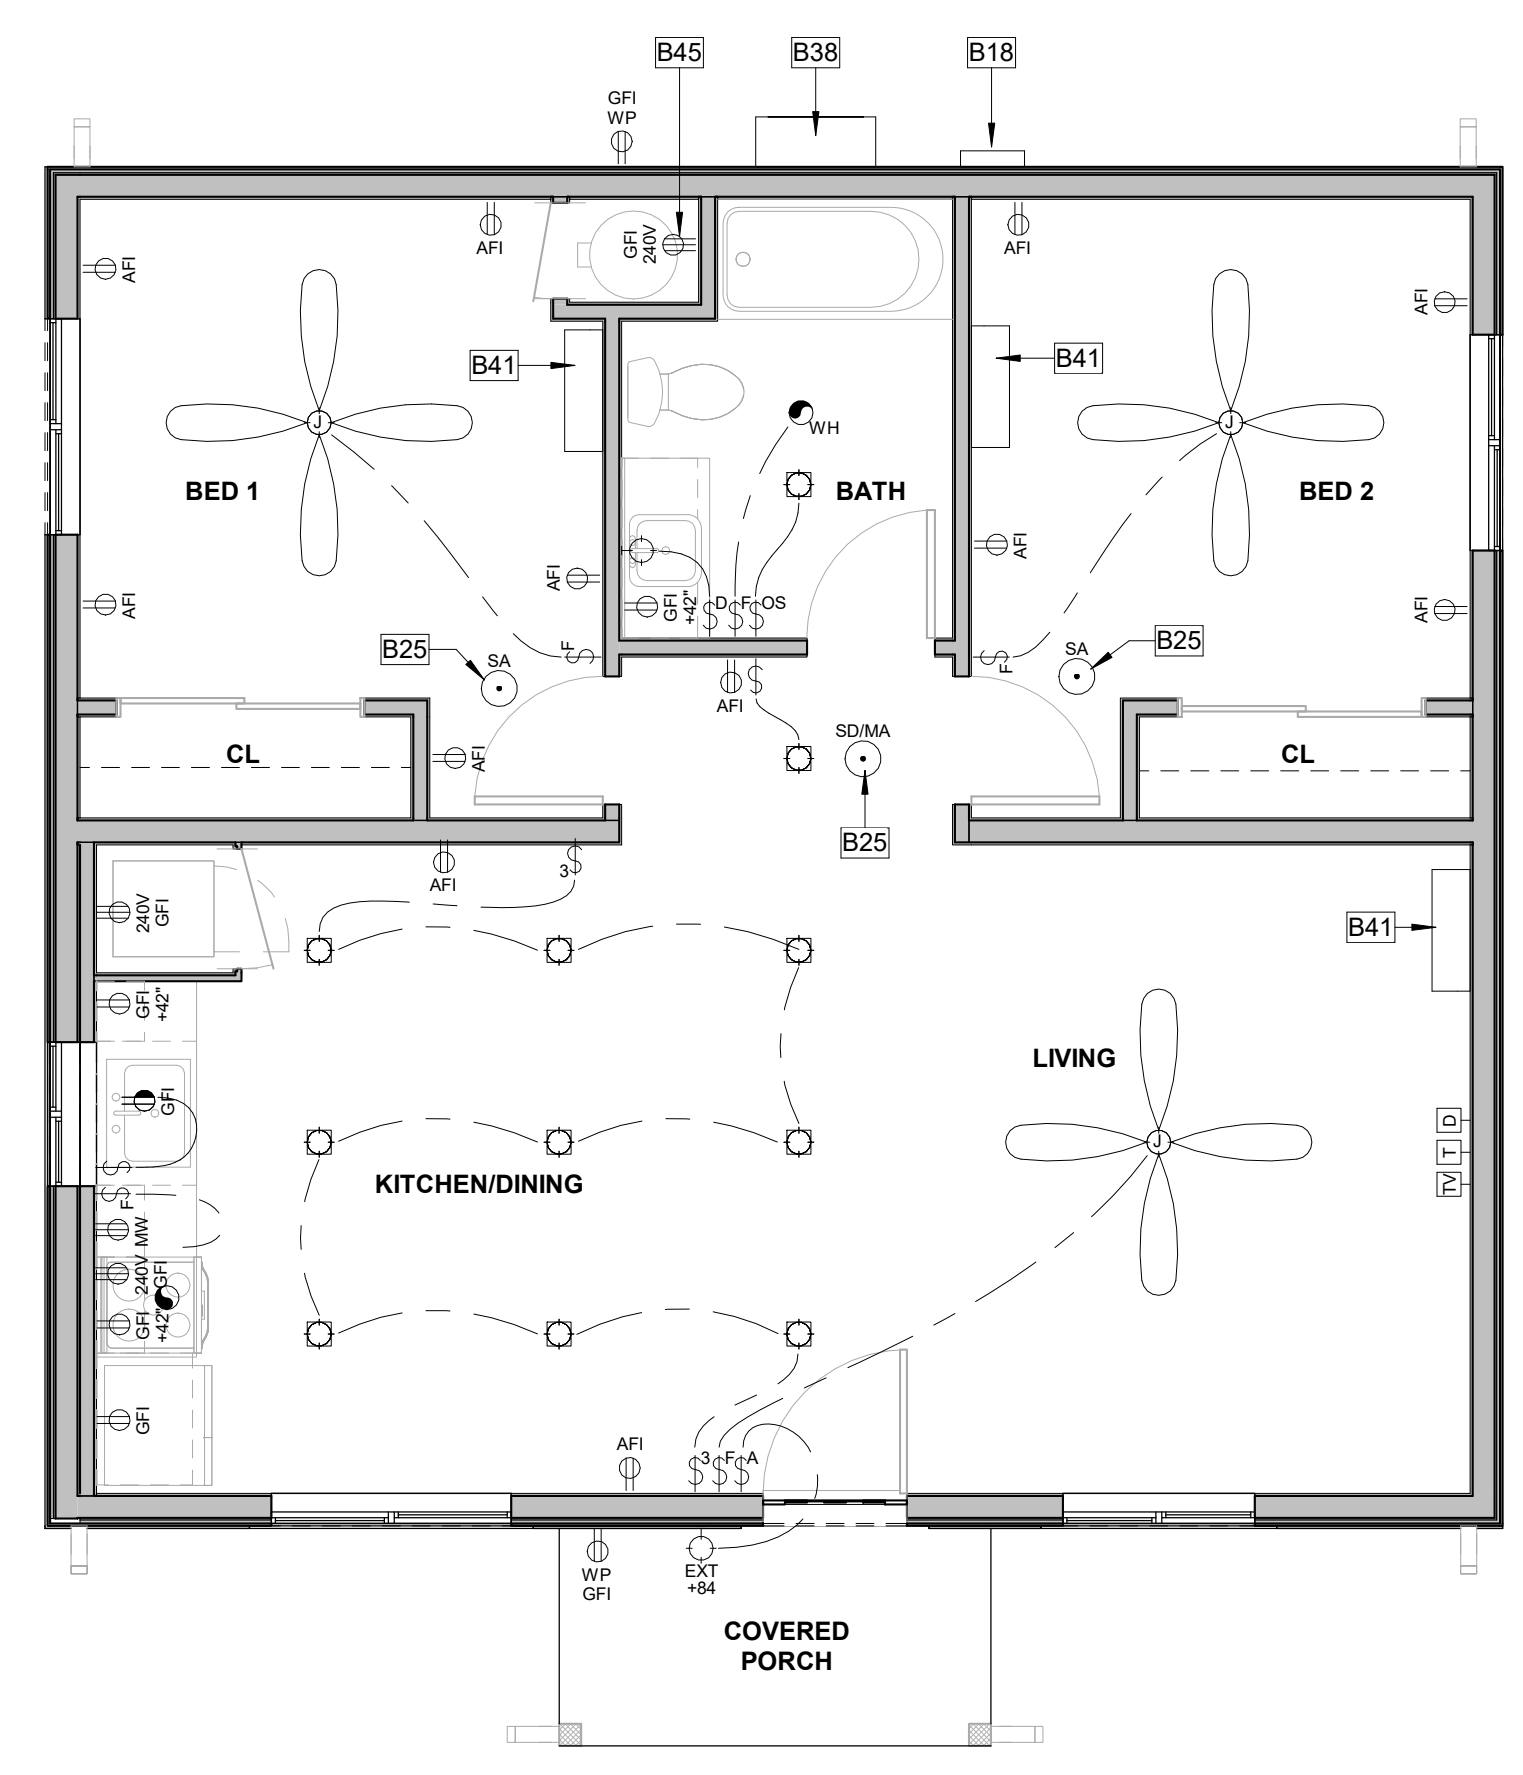 B45
B38
B18
GFI
WP
AFI
GFI
240V
AFI
AFI
AFI
B41
B41
J
J
WH
BED 1
BATH
BED 2
AFI
AFI
AFI
AFI
AFI
GFI
+42"
D
F
OS
F
F
B25
SA
SA
B25
AFI
SD/MA
CL
AFI
CL
B25
AFI
3
240V
GFI
B41
GFI
+42"
LIVING
GFI
D
J
T
TV
KITCHEN/DINING
F
MW
240V
GFI
GFI
+42"
GFI
AFI
3
F
A
WP
GFI
EXT
+84
COVERED
PORCH